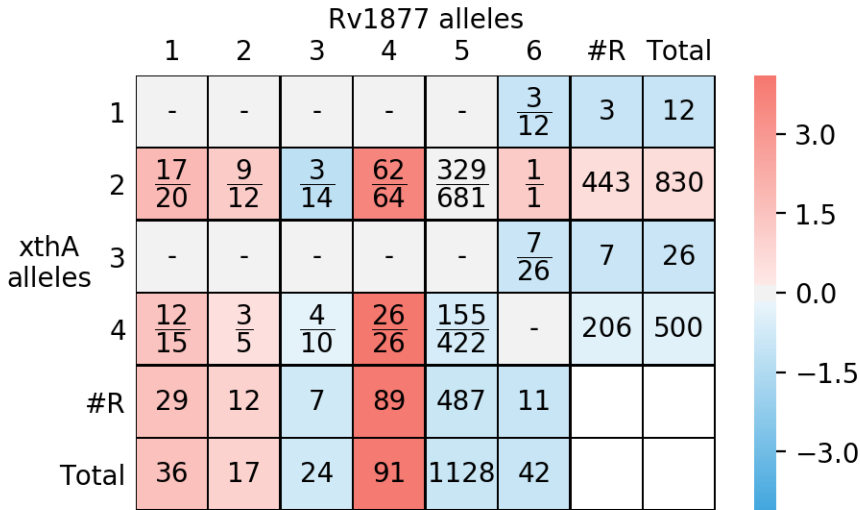 Rv1877 alleles
1 2 3 4 5 6 #R Total
1 - - - - - 3/12 3 12
2 17/20 9/12 3/14 62/64 329/681 1/1 443 830
xthA alleles
3 - - - - - 7/26 7 26
4 12/15 3/5 4/10 26/26 155/422 - 206 500
#R 29 12 7 89 487 11
Total 36 17 24 91 1128 42
3.0
1.5
0.0
−1.5
−3.0